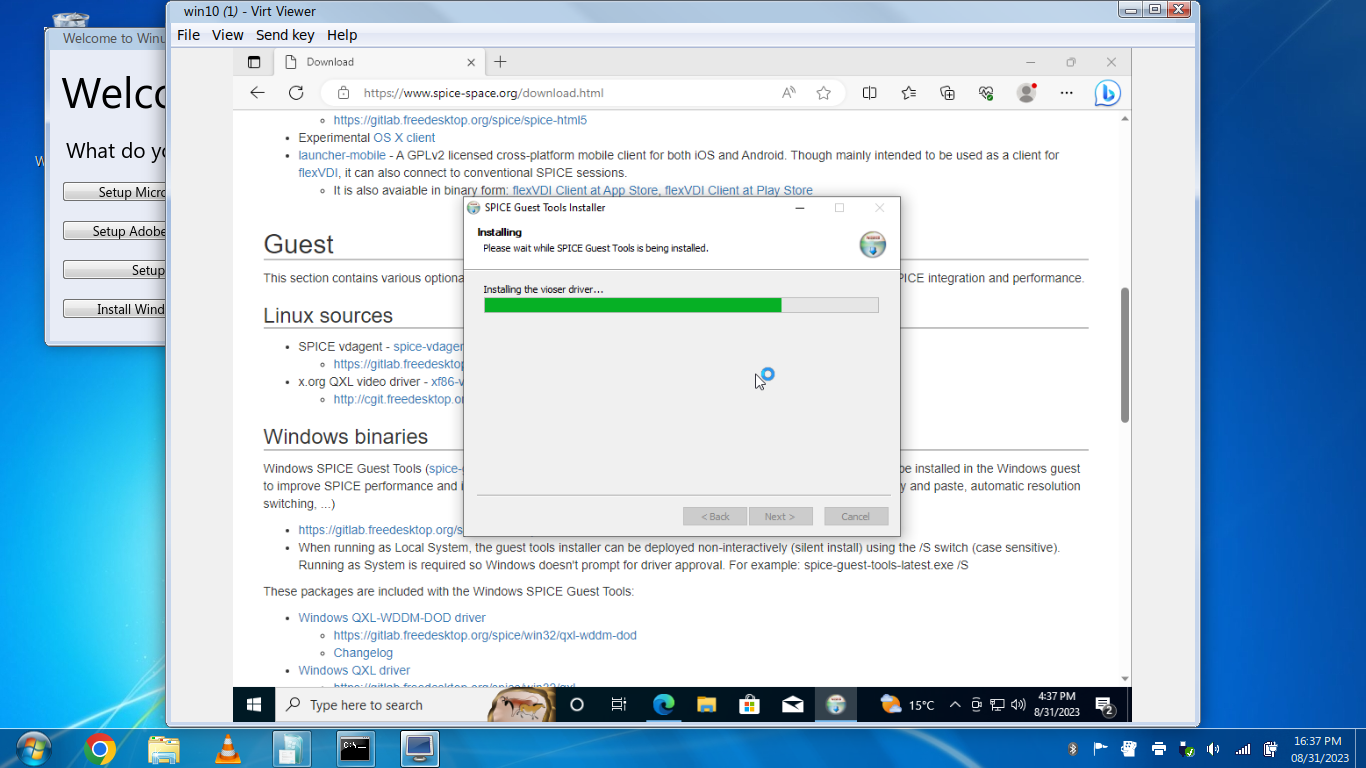 win10 (1) - Virt Viewer
File View Send key Help
Welcome to Winu
Welco
What do yo
Setup Micro
Setup Adobe
Setup
Install Wind
W
Download
https://www.spice-space.org/download.html
https://gitlab.freedesktop.org/spice/spice-html5
Experimental OS X client
launcher-mobile - A GPLv2 licensed cross-platform mobile client for both iOS and Android. Though mainly intended to be used as a client for
flexVDI, it can also connect to conventional SPICE sessions.
It is also avaiable in binary form: flexVDI Client at App Store, flexVDI Client at Play Store
SPICE Guest Tools Installer
Installing
Please wait while SPICE Guest Tools is being installed.
Installing the vioser driver...
< Back Next > Cancel
Guest
This section contains various optiona
PICE integration and performance.
Linux sources
SPICE vdagent - spice-vdager
https://gitlab.freedesktop
x.org QXL video driver - xf86-v
http://cgit.freedesktop.or
Windows binaries
Windows SPICE Guest Tools (spice-
be installed in the Windows guest
to improve SPICE performance and i
y and paste, automatic resolution
switching, ...)
https://gitlab.freedesktop.org/s
When running as Local System, the guest tools installer can be deployed non-interactively (silent install) using the /S switch (case sensitive).
Running as System is required so Windows doesn't prompt for driver approval. For example: spice-guest-tools-latest.exe /S
These packages are included with the Windows SPICE Guest Tools:
Windows QXL-WDDM-DOD driver
https://gitlab.freedesktop.org/spice/win32/qxl-wddm-dod
Changelog
Windows QXL driver
https://gitlab.freedesktop.org/spice/win32/qxl
Type here to search
15°C
4:37 PM
8/31/2023
2
C:\
16:37 PM
08/31/2023